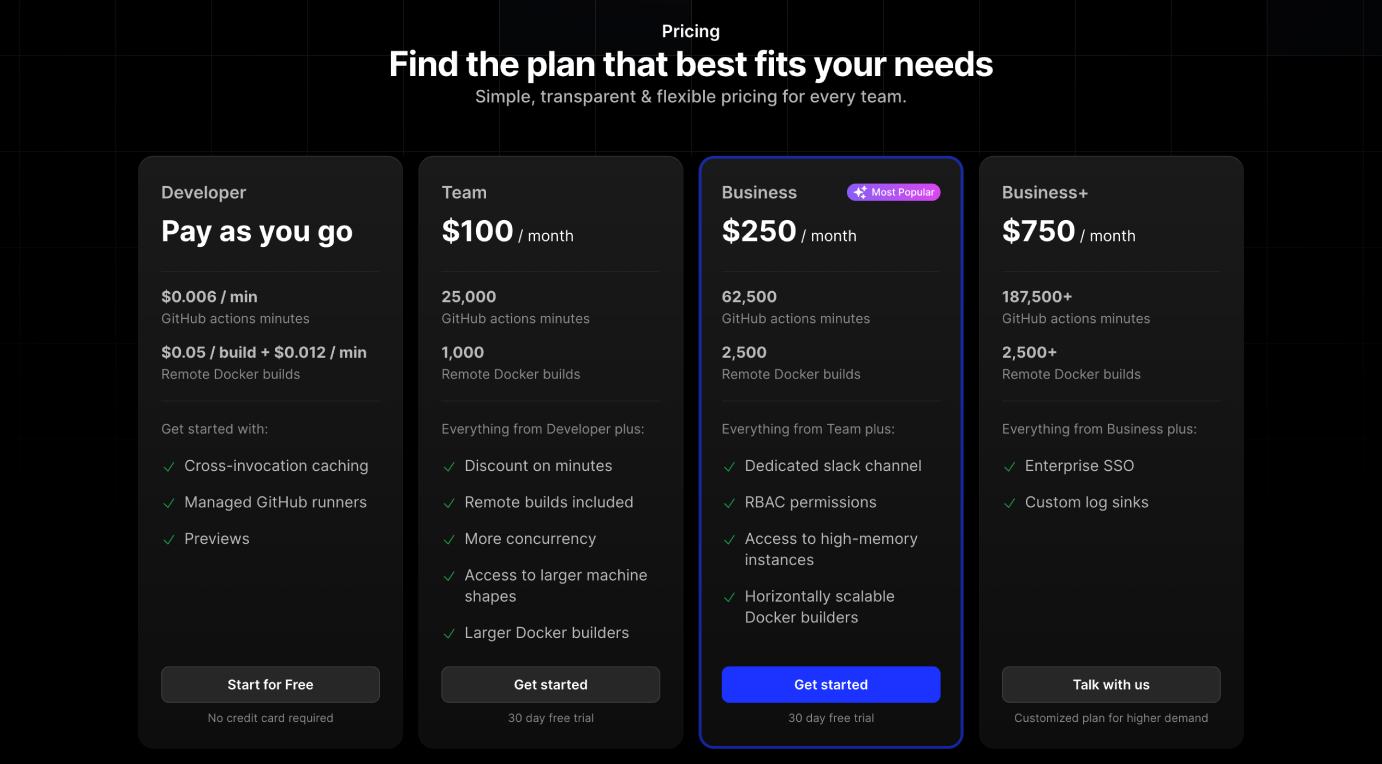 Pricing
Find the plan that best fits your needs
Simple, transparent & flexible pricing for every team.
Developer
Pay as you go
$0.006 / min
GitHub actions minutes
$0.05 / build + $0.012 / min
Remote Docker builds
Get started with:
Cross-invocation caching
Managed GitHub runners
Previews
Start for Free
No credit card required
Team
$100 / month
25,000
GitHub actions minutes
1,000
Remote Docker builds
Everything from Developer plus:
Discount on minutes
Remote builds included
More concurrency
Access to larger machine
shapes
Larger Docker builders
Get started
30 day free trial
Business
Most Popular
$250 / month
62,500
GitHub actions minutes
2,500
Remote Docker builds
Everything from Team plus:
Dedicated slack channel
RBAC permissions
Access to high-memory
instances
Horizontally scalable
Docker builders
Get started
30 day free trial
Business+
$750 / month
187,500+
GitHub actions minutes
2,500+
Remote Docker builds
Everything from Business plus:
Enterprise SSO
Custom log sinks
Talk with us
Customized plan for higher demand